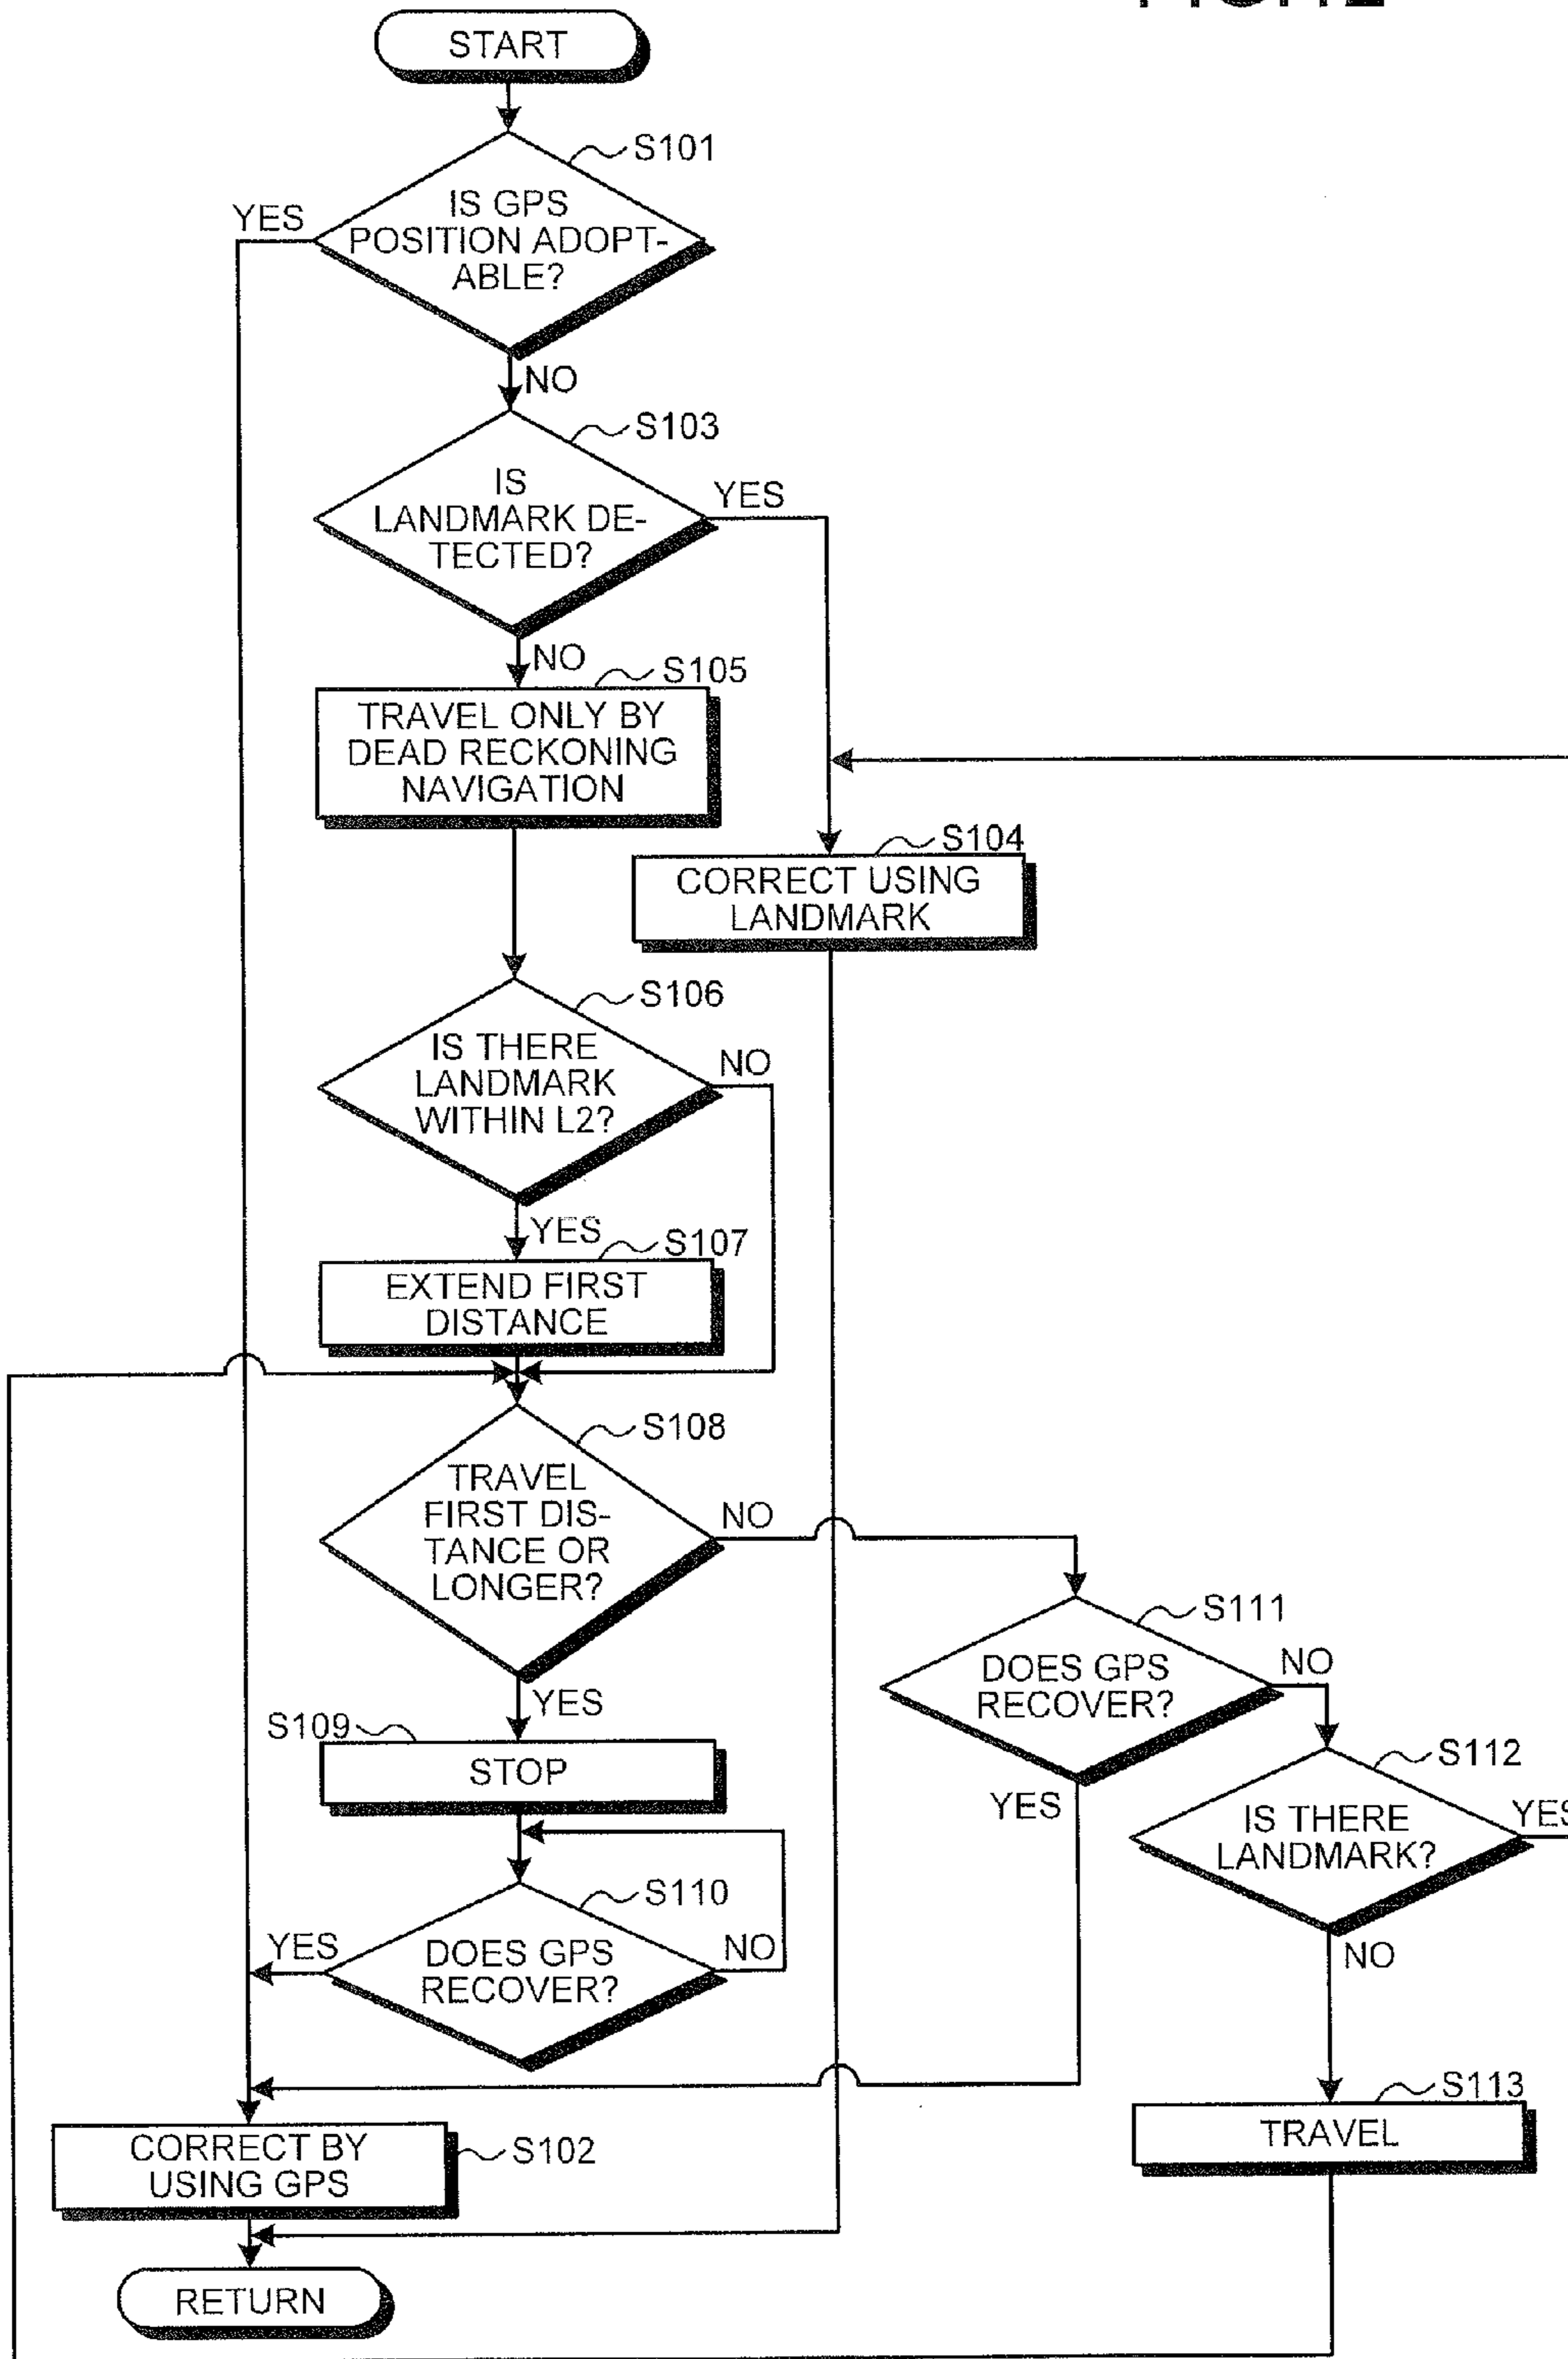 START
S101
IS GPS
POSITION ADOPT-
ABLE?
YES
NO
S103
IS
LANDMARK DE-
TECTED?
YES
NO
S105
TRAVEL ONLY BY
DEAD RECKONING
NAVIGATION
S104
CORRECT USING
LANDMARK
S106
IS THERE
LANDMARK
WITHIN L2?
NO
YES
S107
EXTEND FIRST
DISTANCE
S108
TRAVEL
FIRST DIS-
TANCE OR
LONGER?
NO
YES
S111
DOES GPS
RECOVER?
NO
YES
S109
STOP
S112
IS THERE
LANDMARK?
YES
NO
S110
DOES GPS
RECOVER?
YES
NO
S113
TRAVEL
CORRECT BY
USING GPS
S102
RETURN